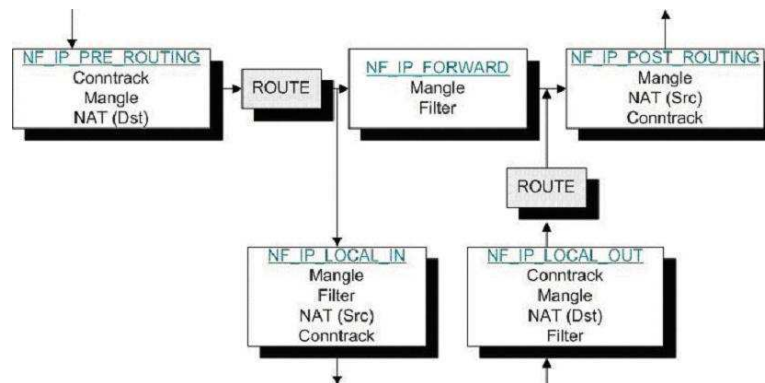 NF_IP_PRE_ROUTING
Conntrack
Mangle
NAT (Dst)
ROUTE
NF_IP_FORWARD
Mangle
Filter
NF_IP_POST_ROUTING
Mangle
NAT (Src)
Conntrack
ROUTE
NF_IP_LOCAL_IN
Mangle
Filter
NAT (Src)
Conntrack
NF_IP_LOCAL_OUT
Conntrack
Mangle
NAT (Dst)
Filter